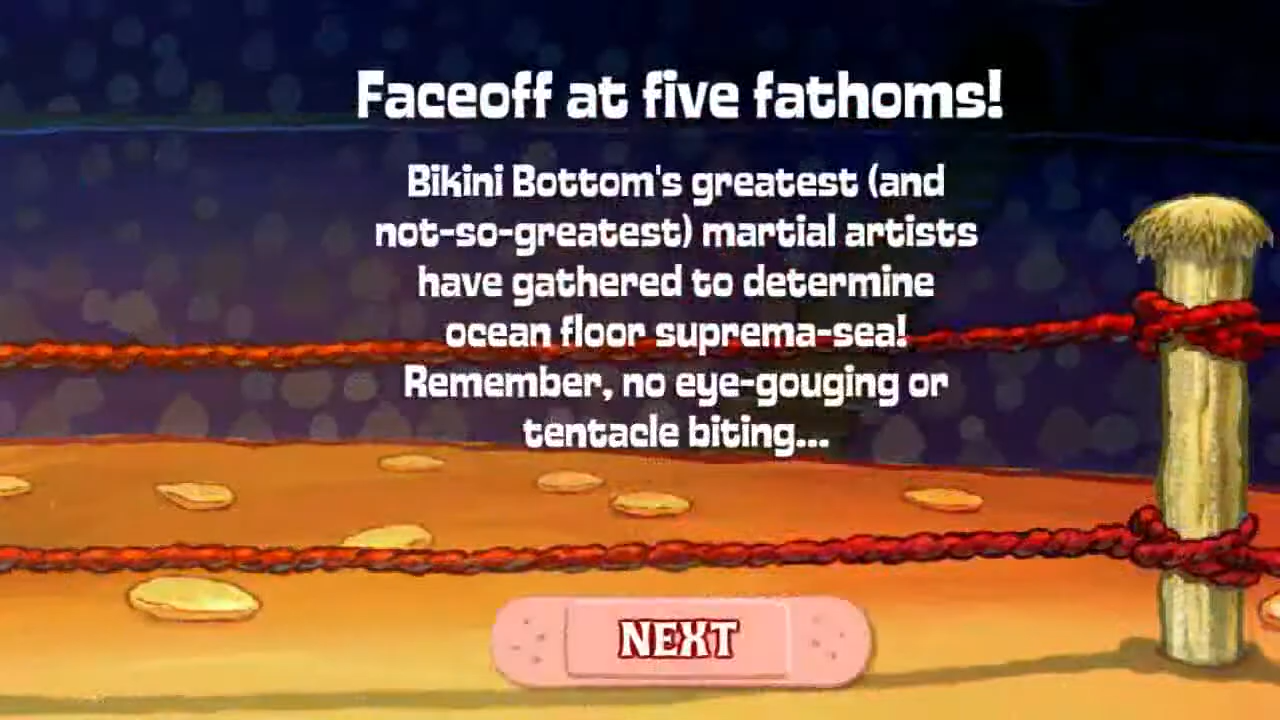 Faceoff at five fathoms!
Bikini Bottom's greatest (and
not-so-greatest) martial artists
have gathered to determine
ocean floor suprema-sea!
Remember, no eye-gouging or
tentacle biting...
NEXT